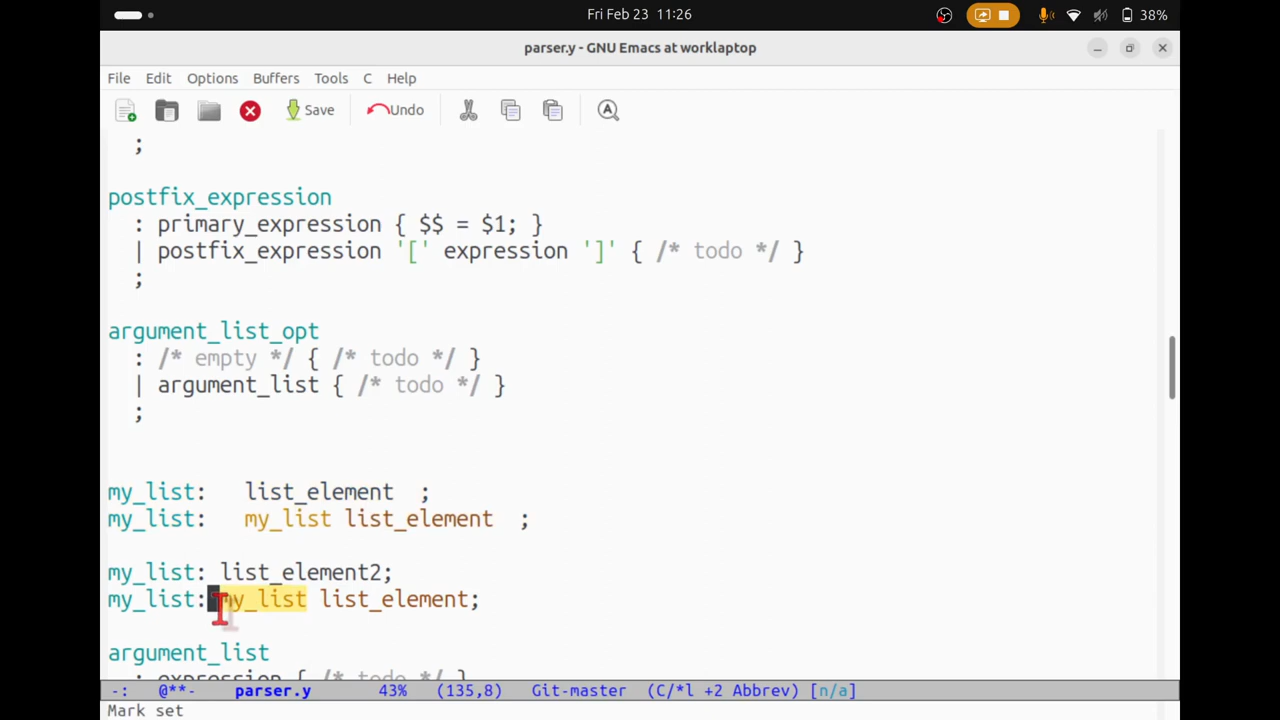 Fri Feb 23 11:26
38%
parser.y - GNU Emacs at worklaptop
File Edit Options Buffers Tools C Help
Save Undo
;
postfix_expression
: primary_expression { $$ = $1; }
| postfix_expression '[' expression ']' { /* todo */ }
;
argument_list_opt
: /* empty */ { /* todo */ }
| argument_list { /* todo */ }
;
my_list: list_element ;
my_list: my_list list_element ;
my_list: list_element2;
my_list: my_list list_element;
argument_list
: expression { /* todo */ }
-: @**- parser.y 43% (135,8) Git-master (C/*l +2 Abbrev) [n/a]
Mark set